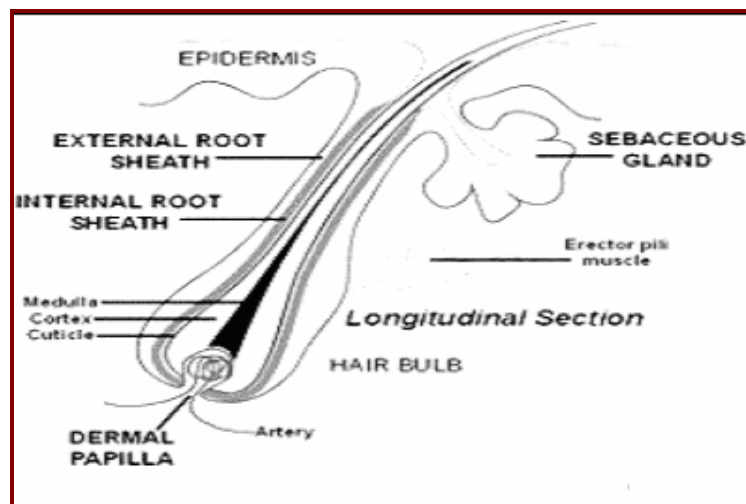 EPIDERMIS
EXTERNAL ROOT
SHEATH
SEBACEOUS
GLAND
INTERNAL ROOT
SHEATH
Erector pili
muscle
Medulla
Cortex
Cuticle
Longitudinal Section
HAIR BULB
DERMAL
PAPILLA
Artery